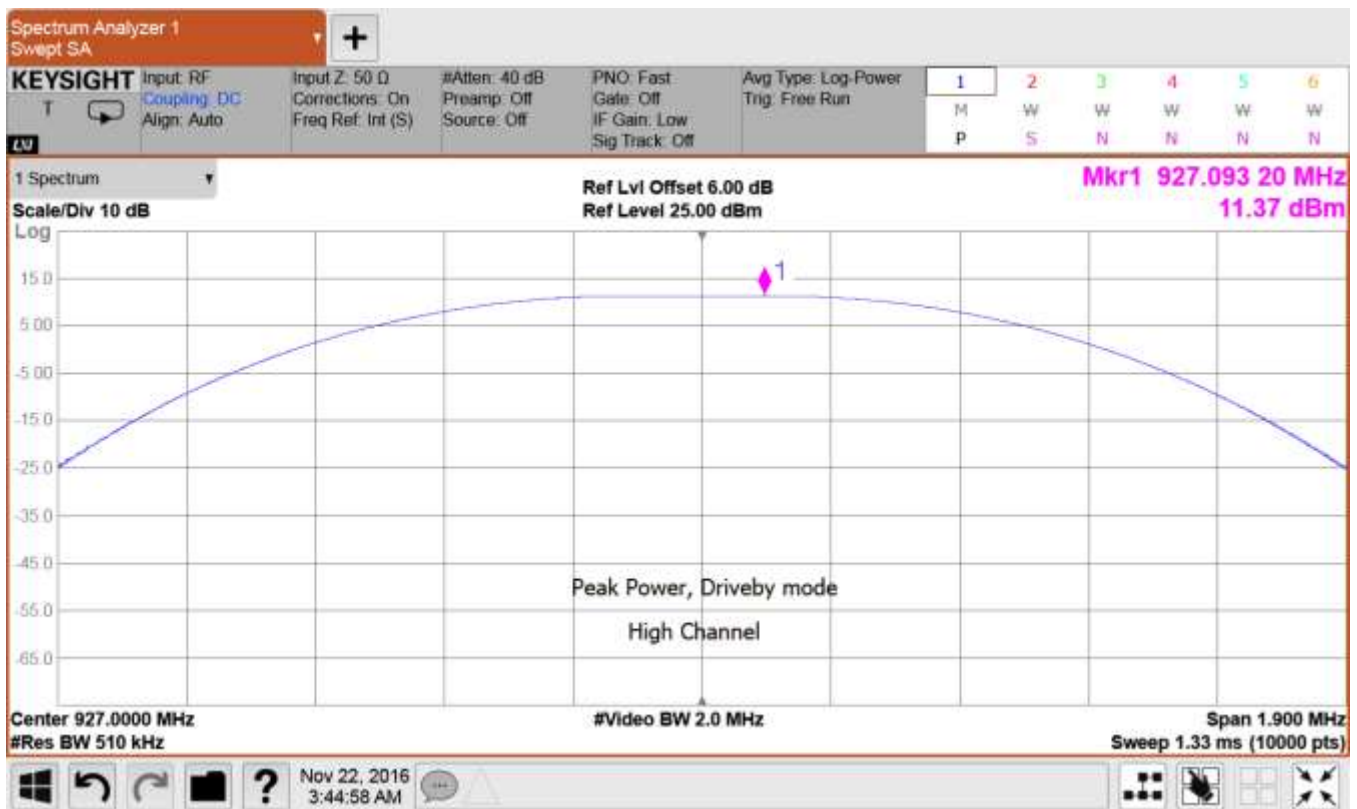 Spectrum Analyzer 1
Swept SA
+
KEYSIGHT
T
LXI
Input: RF
Coupling: DC
Align: Auto
Input Z: 50 Ω
Corrections: On
Freq Ref: Int (S)
#Atten: 40 dB
Preamp: Off
Source: Off
PNO: Fast
Gate: Off
IF Gain: Low
Sig Track: Off
Avg Type: Log-Power
Trig: Free Run
1 2 3 4 5 6
M W W W W W
P S N N N N
1 Spectrum
Scale/Div 10 dB
Log
Ref Lvl Offset 6.00 dB
Ref Level 25.00 dBm
Mkr1 927.093 20 MHz
11.37 dBm
1
15.0
5.00
-5.00
-15.0
-25.0
-35.0
-45.0
-55.0
-65.0
Peak Power, Driveby mode
High Channel
Center 927.0000 MHz
#Res BW 510 kHz
#Video BW 2.0 MHz
Span 1.900 MHz
Sweep 1.33 ms (10000 pts)
?
Nov 22, 2016
3:44:58 AM